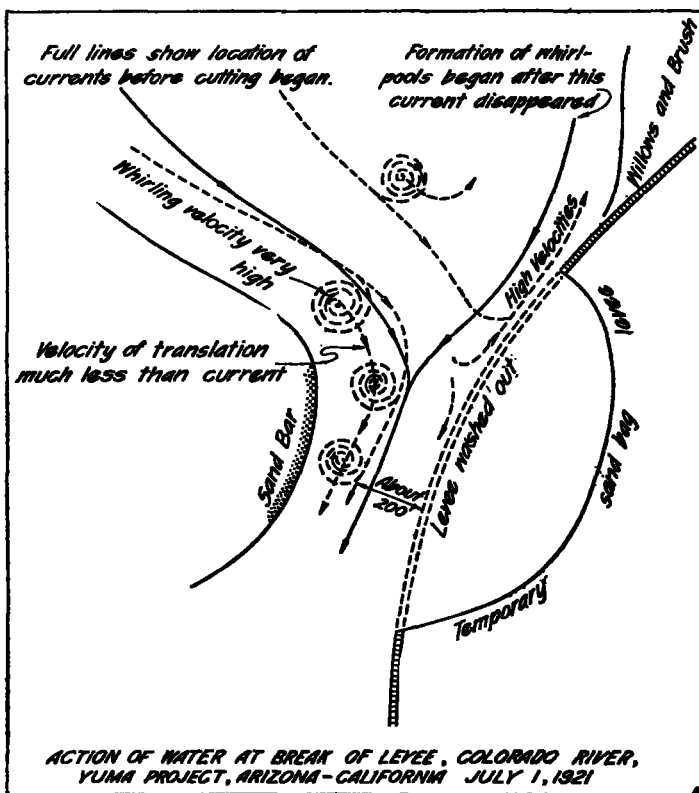 Full lines show location of
currents before cutting began.
Formation of whirl-
pools began after this
current disappeared
Willows and Brush
Whirling velocity very
high
High Velocities
Velocity of translation
much less than current
Sand Bar
About
200'
Levee washed out
Temporary
sand bag
levee
ACTION OF WATER AT BREAK OF LEVEE, COLORADO RIVER,
YUMA PROJECT, ARIZONA-CALIFORNIA JULY 1, 1921